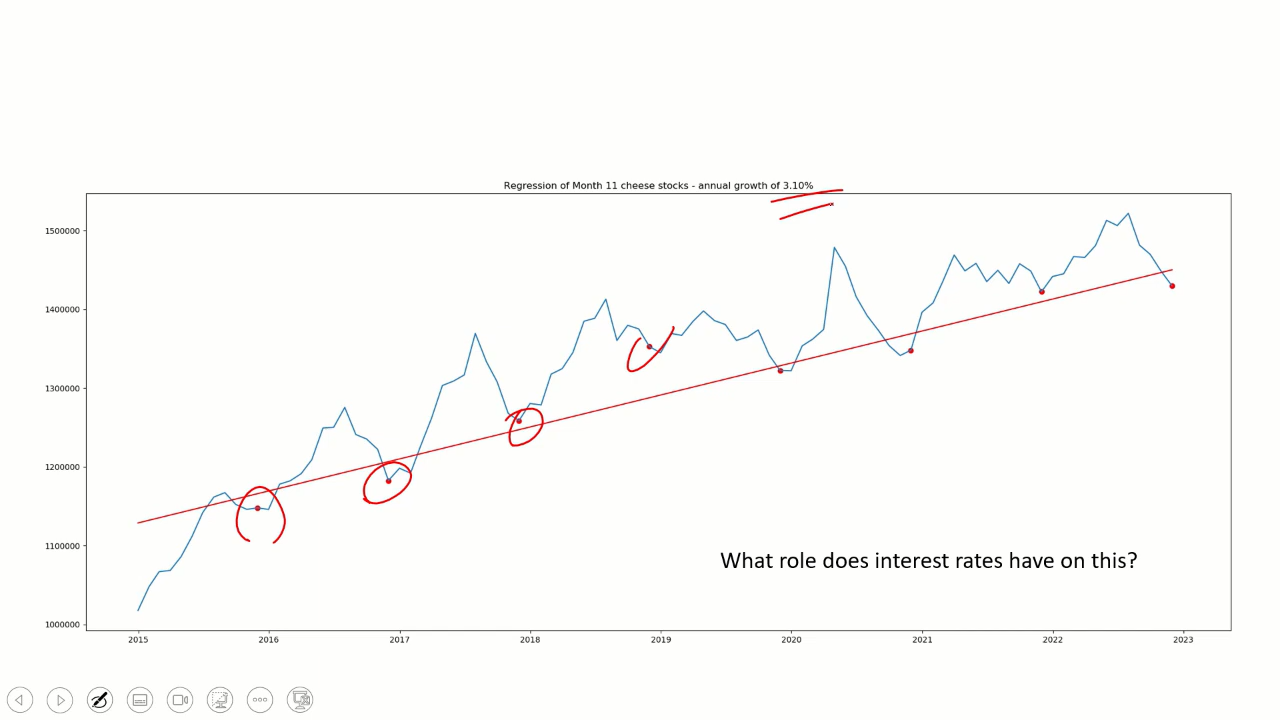 Regression of Month 11 cheese stocks - annual growth of 3.10%
1500000
1400000
1300000
1200000
1100000
1000000
What role does interest rates have on this?
2015 2016 2017 2018 2019 2020 2021 2022 2023